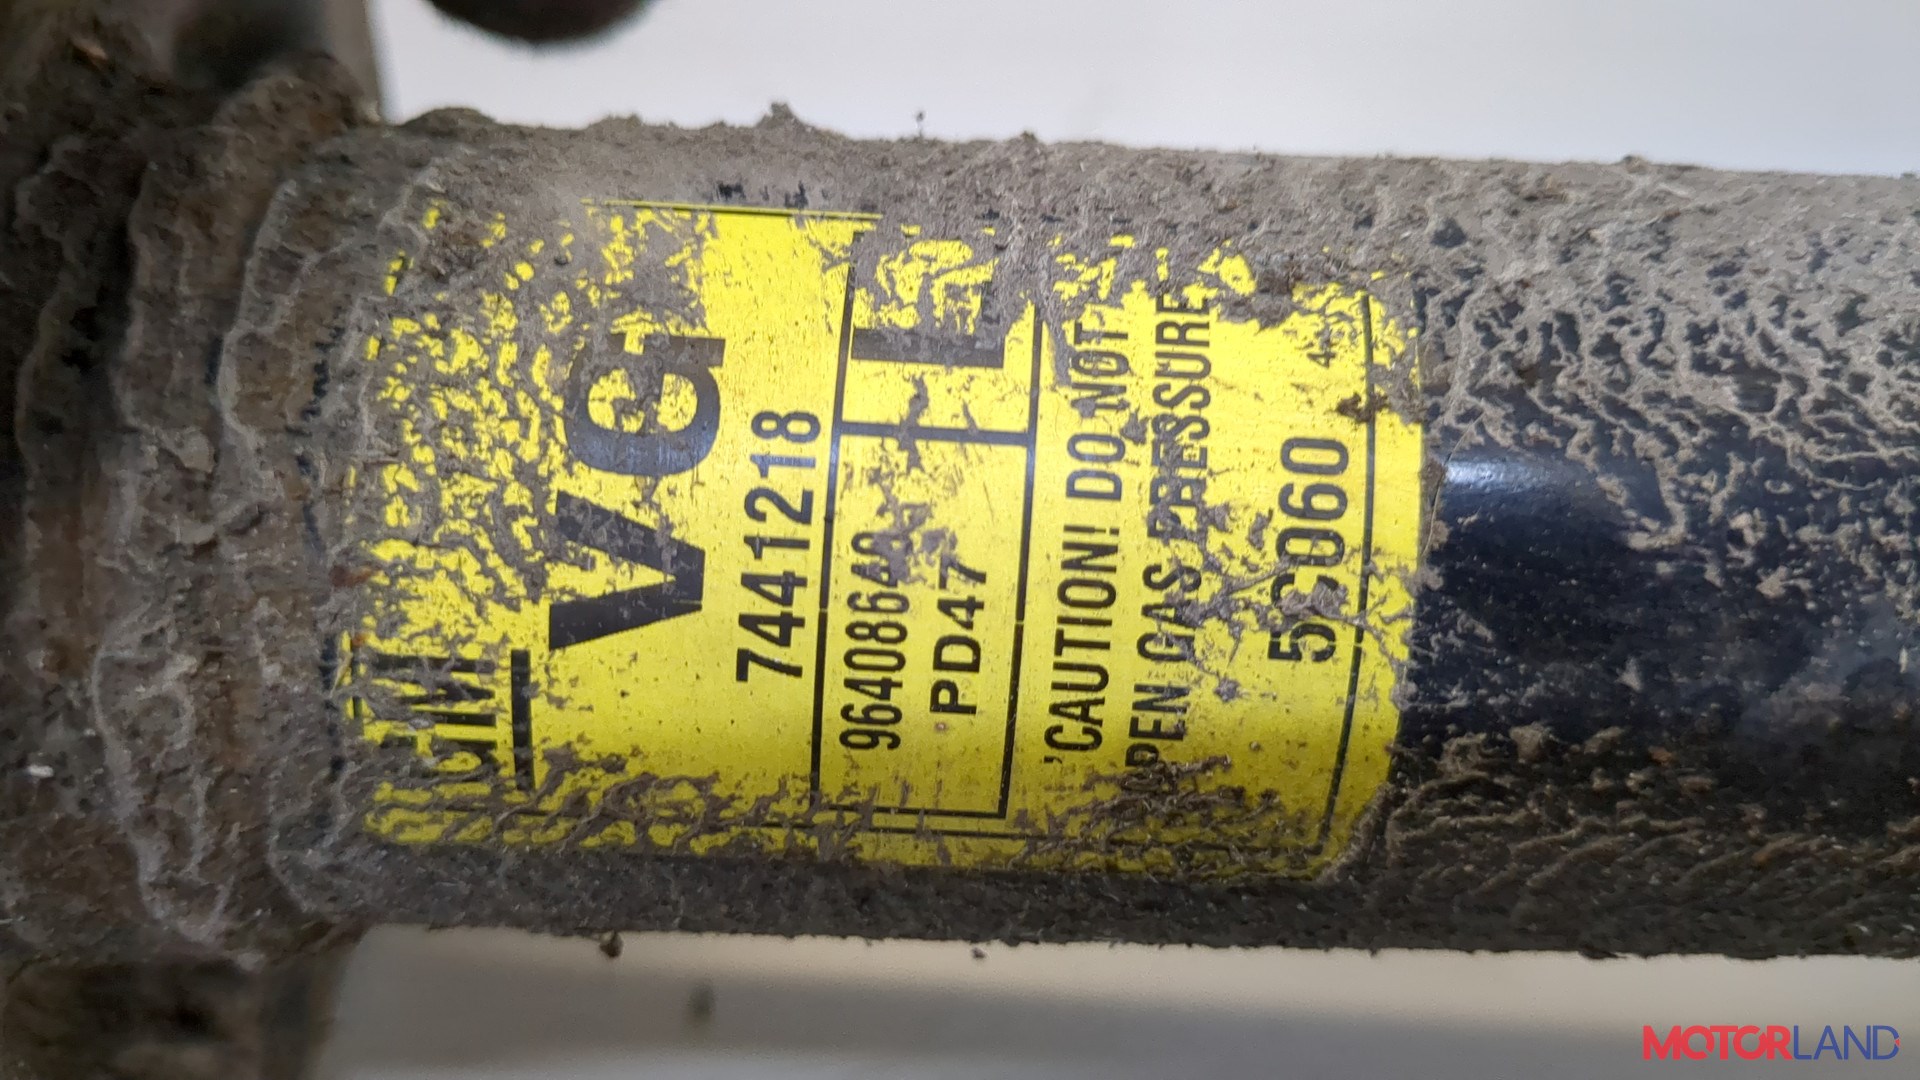 GM
VG
7441218
L
PD47
'CAUTION! DO NOT
OPEN GAS PRESSURE
MOTORLAND